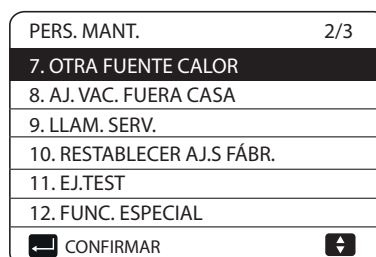 PERS. MANT. 2/3
7. OTRA FUENTE CALOR
8. AJ. VAC. FUERA CASA
9. LLAM. SERV.
10. RESTABLECER AJ.S FÁBR.
11. EJ.TEST
12. FUNC. ESPECIAL
CONFIRMAR